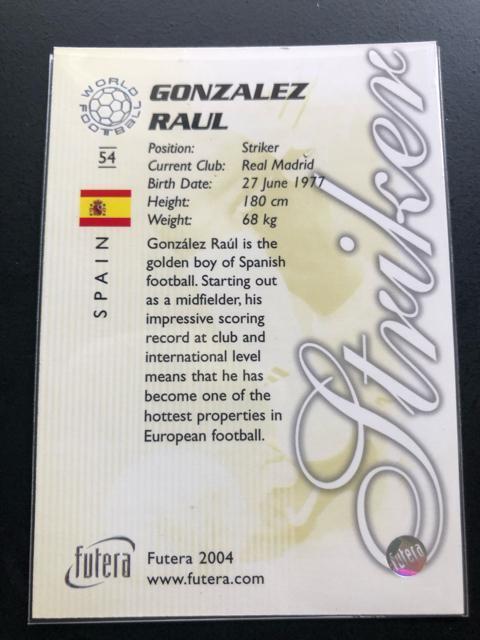 WORLD FOOTBALL
GONZALEZ
RAUL
54
Position: Striker
Current Club: Real Madrid
Birth Date: 27 June 1977
Height: 180 cm
Weight: 68 kg
SPAIN
González Raúl is the
golden boy of Spanish
football. Starting out
as a midfielder, his
impressive scoring
record at club and
international level
means that he has
become one of the
hottest properties in
European football.
Striker
futera
Futera 2004
www.futera.com
futera